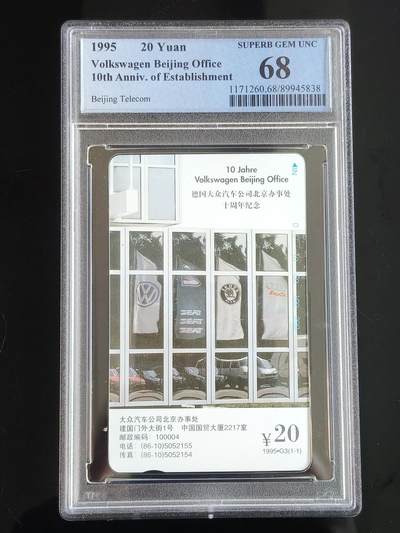 1995 20 Yuan
SUPERB GEM UNC
Volkswagen Beijing Office
68
10th Anniv. of Establishment
1171260.68/89945838
Beijing Telecom
10 Jahre
Volkswagen Beijing Office
德国大众汽车公司北京办事处
十周年纪念
SEAT
SEAT
SEAT
Audi
大众汽车公司北京办事处
建国门外大街1号 中国国贸大厦2217室
邮政编码：100004
电话：(86-10)5052155
传真：(86-10)5052154
¥20
1995•G3(1-1)